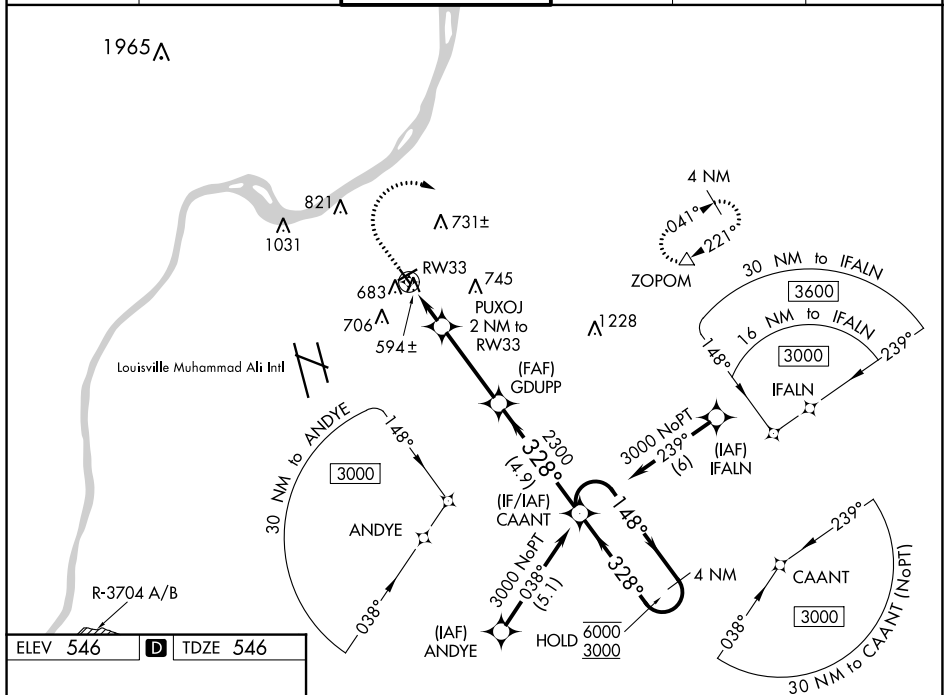 1965
4 NM
041°
221°
ZOPOM
821
1031
731±
RW33
683
745
706
594±
PUXOJ
2 NM to
RW33
1228
30 NM to IFALN
3600
16 NM to IFALN
3000
148°
239°
IFALN
Louisville Muhammad Ali Intl
(FAF)
GDUPP
3000 NoPT
239°
(6)
(IAF)
IFALN
30 NM to ANDYE
148°
3000
ANDYE
038°
2300
328°
(4.9)
(IF/IAF)
CAANT
148°
328°
4 NM
3000 NoPT
038°
(5.1)
(IAF)
ANDYE
HOLD
6000
3000
239°
CAANT
038°
3000
30 NM to CAANT (NoPT)
R-3704 A/B
ELEV 546 D TDZE 546